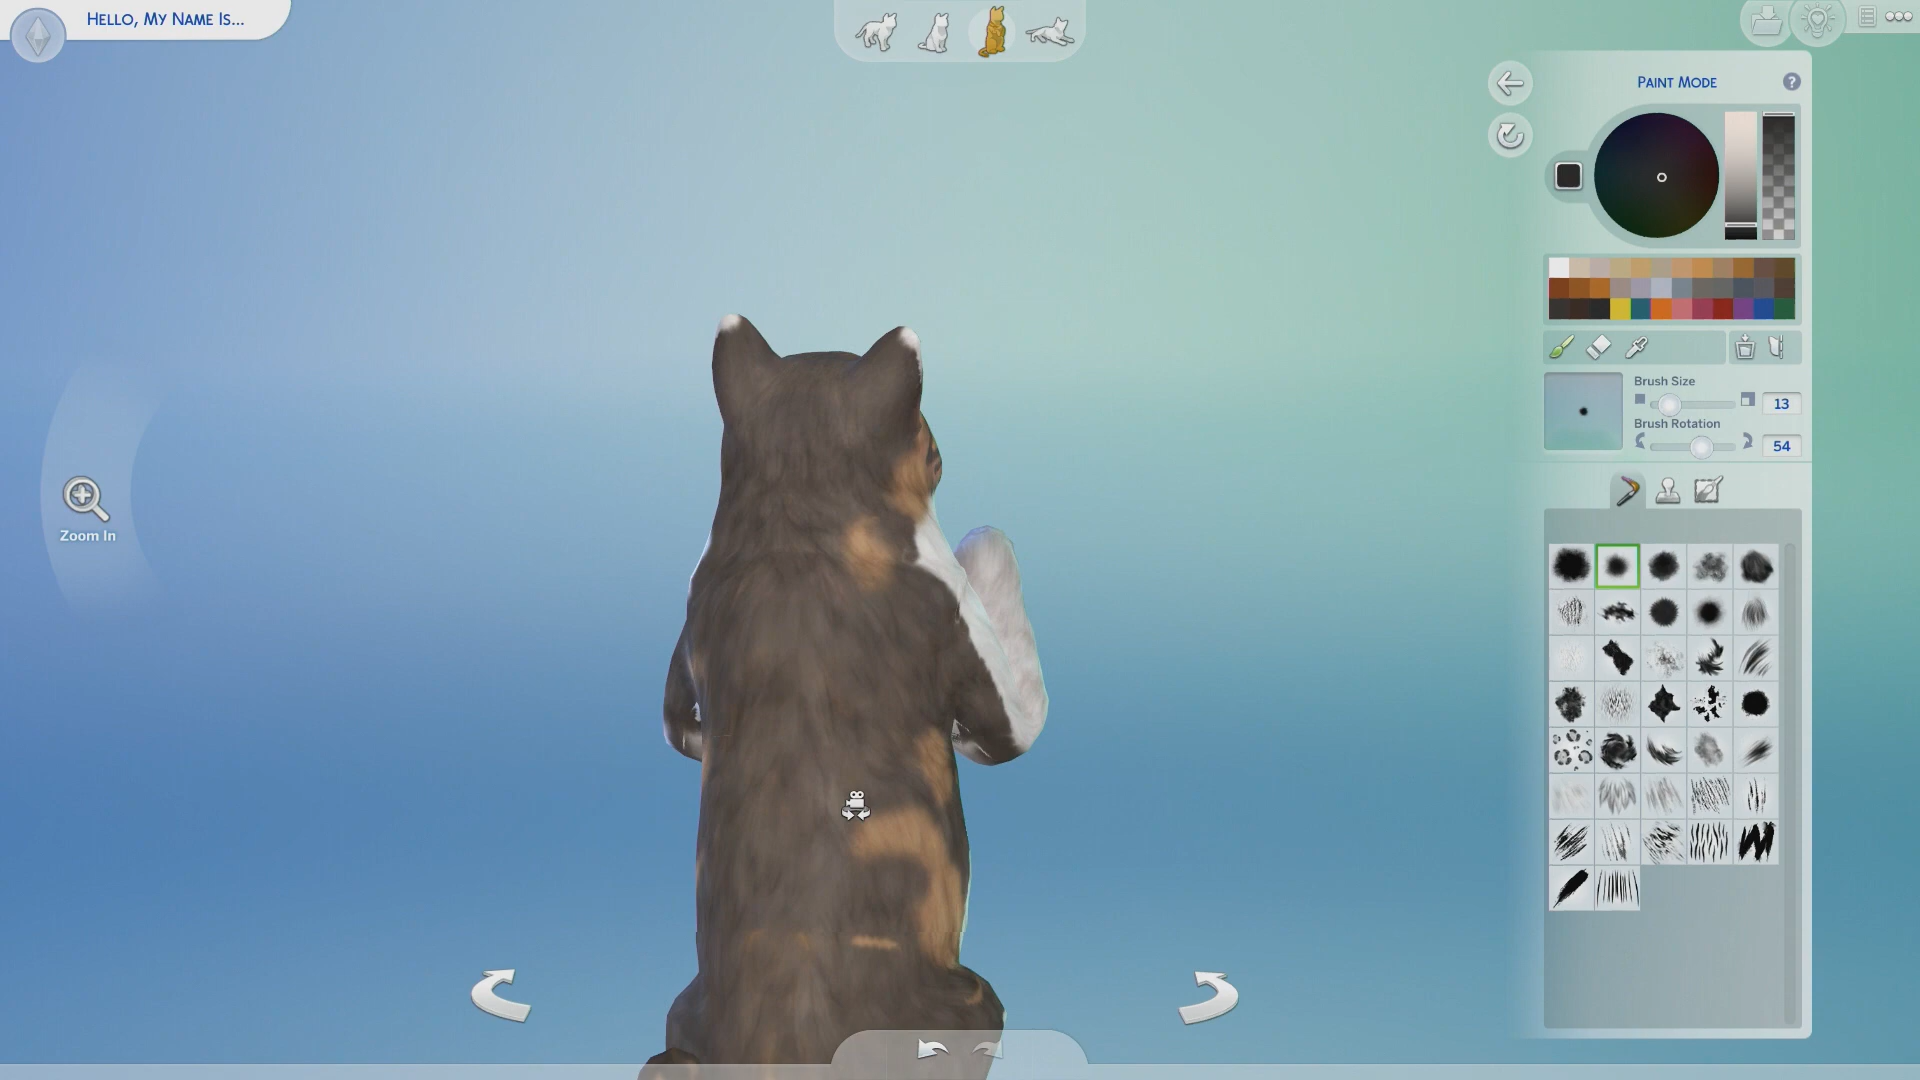 Hello, My Name Is...
Paint Mode
?
Brush Size
13
Brush Rotation
54
Zoom In